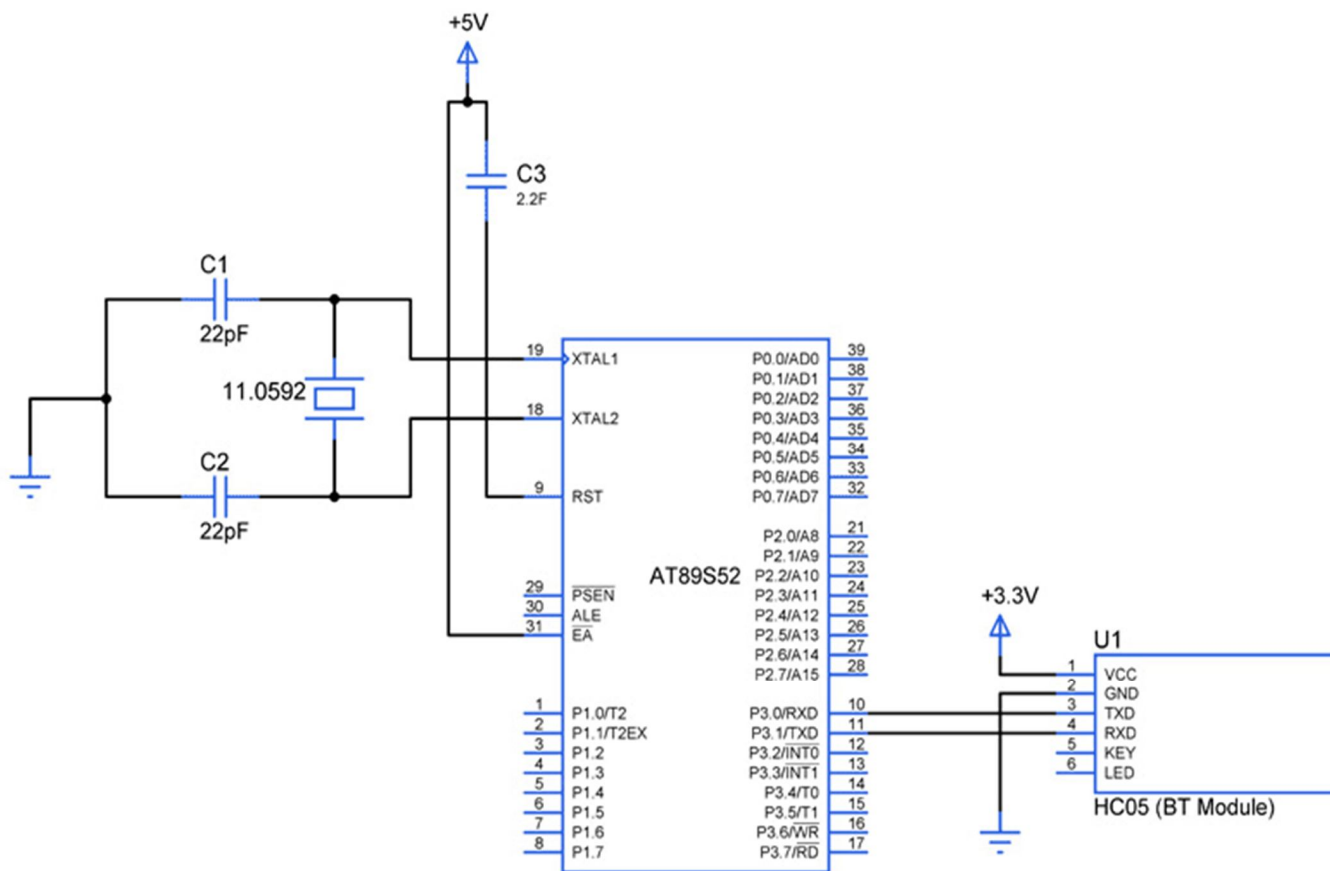 +5V
C3
2.2F
C1
22pF
11.0592
C2
22pF
19 XTAL1
18 XTAL2
9 RST
29 PSEN
30 ALE
31 EA
1 P1.0/T2
2 P1.1/T2EX
3 P1.2
4 P1.3
5 P1.4
6 P1.5
7 P1.6
8 P1.7
AT89S52
P0.0/AD0 39
P0.1/AD1 38
P0.2/AD2 37
P0.3/AD3 36
P0.4/AD4 35
P0.5/AD5 34
P0.6/AD6 33
P0.7/AD7 32
P2.0/A8 21
P2.1/A9 22
P2.2/A10 23
P2.3/A11 24
P2.4/A12 25
P2.5/A13 26
P2.6/A14 27
P2.7/A15 28
P3.0/RXD 10
P3.1/TXD 11
P3.2/INT0 12
P3.3/INT1 13
P3.4/T0 14
P3.5/T1 15
P3.6/WR 16
P3.7/RD 17
+3.3V
U1
1 VCC
2 GND
3 TXD
4 RXD
5 KEY
6 LED
HC05 (BT Module)